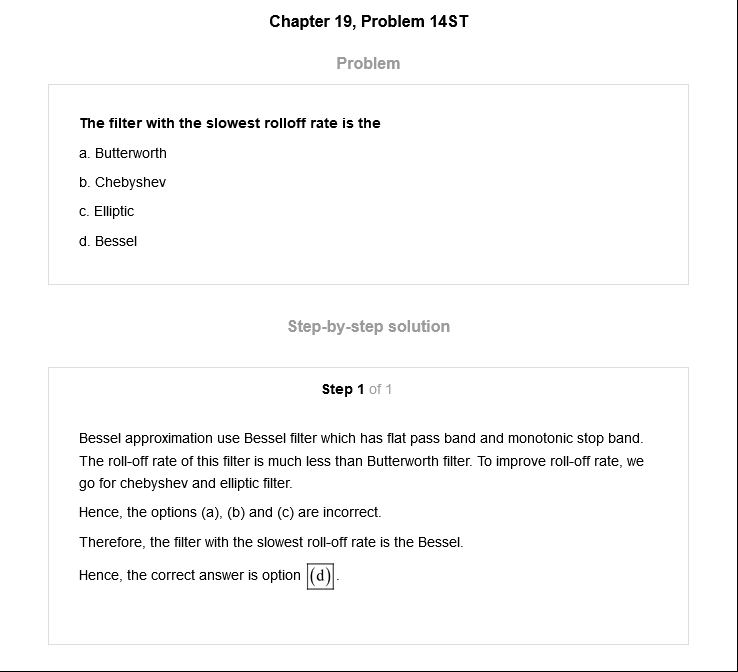 Chapter 19, Problem 14ST
Problem
The filter with the slowest rolloff rate is the
a. Butterworth
b. Chebyshev
c. Elliptic
d. Bessel
Step-by-step solution
Step 1 of 1
Bessel approximation use Bessel filter which has flat pass band and monotonic stop band.
The roll-off rate of this filter is much less than Butterworth filter. To improve roll-off rate, we
go for chebyshev and elliptic filter.
Hence, the options (a), (b) and (c) are incorrect.
Therefore, the filter with the slowest roll-off rate is the Bessel.
Hence, the correct answer is option (d).